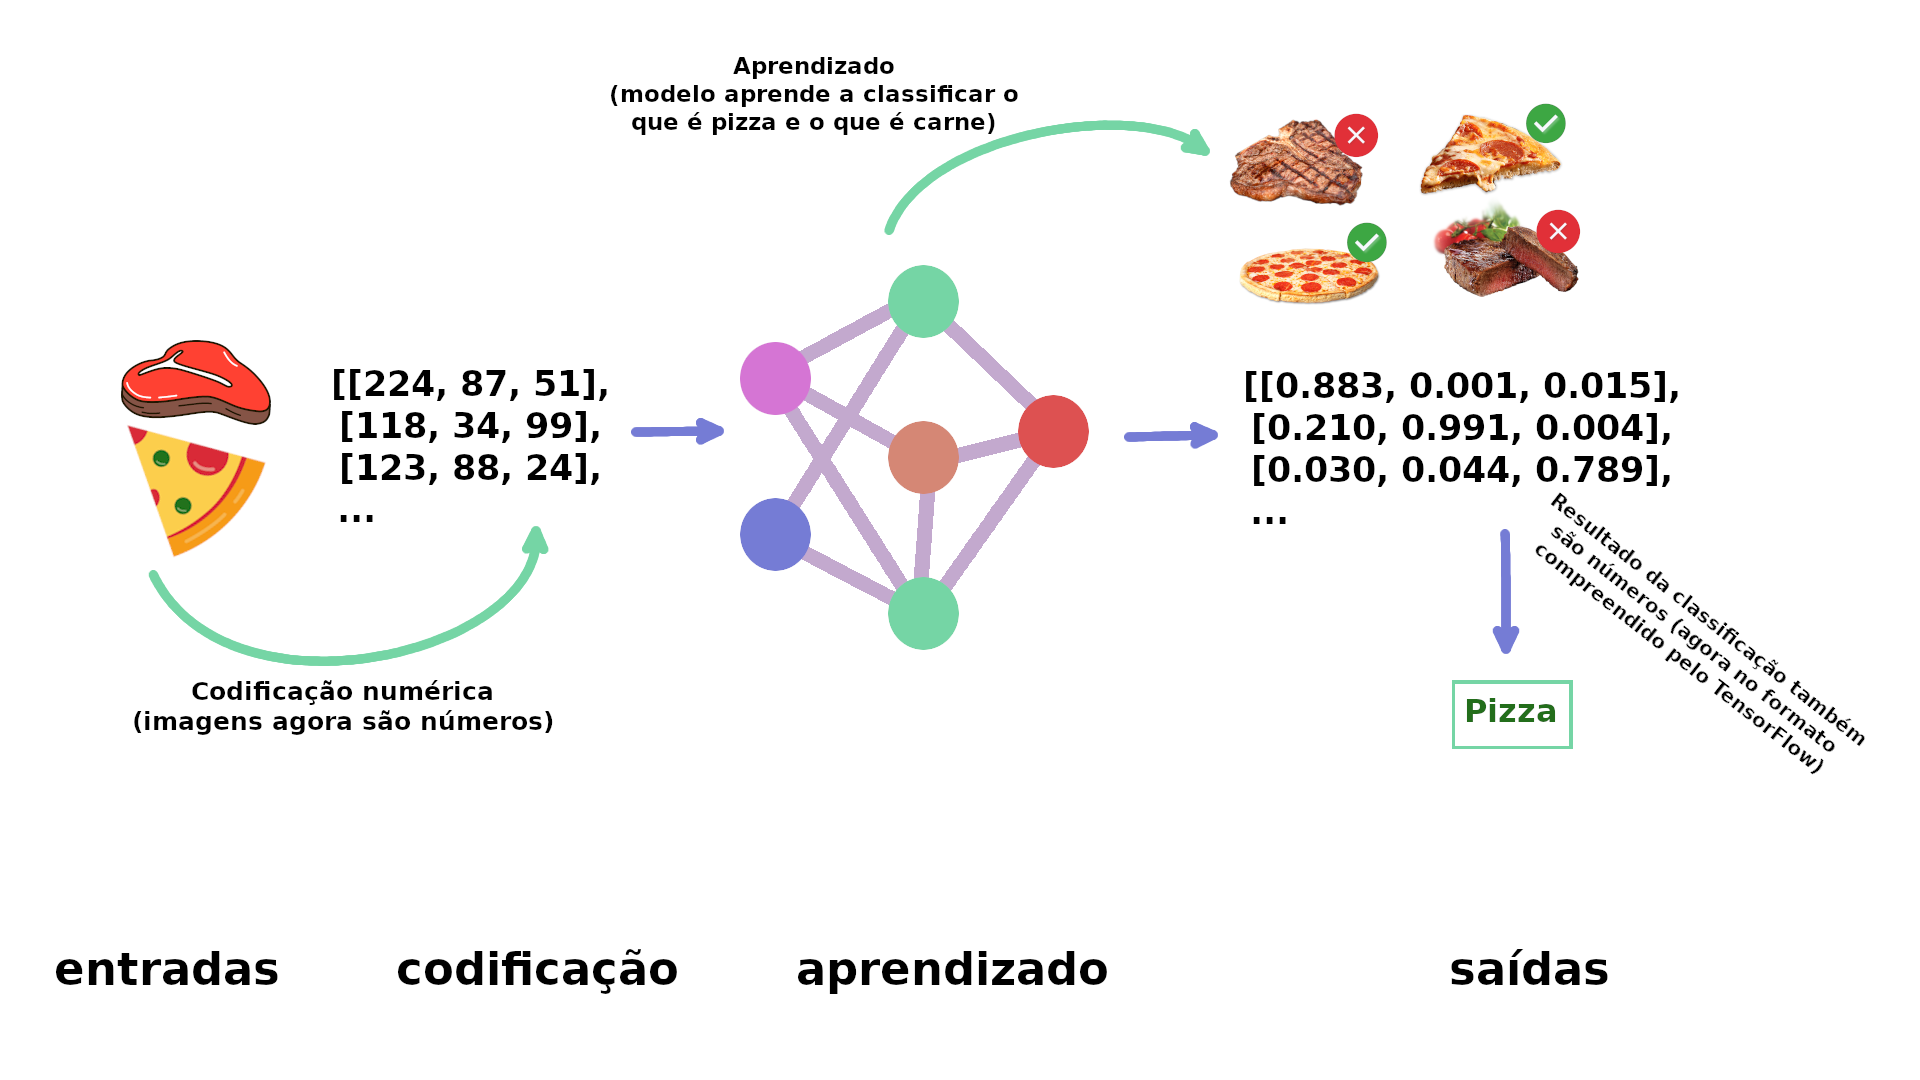 Aprendizado
(modelo aprende a classificar o
que é pizza e o que é carne)
[[224, 87, 51],
[118, 34, 99],
[123, 88, 24],
...
[[0.883, 0.001, 0.015],
[0.210, 0.991, 0.004],
[0.030, 0.044, 0.789],
...
Resultado da classificação também
são números (agora no formato
compreendido pelo TensorFlow)
Codificação numérica
(imagens agora são números)
Pizza
entradas
codificação
aprendizado
saídas